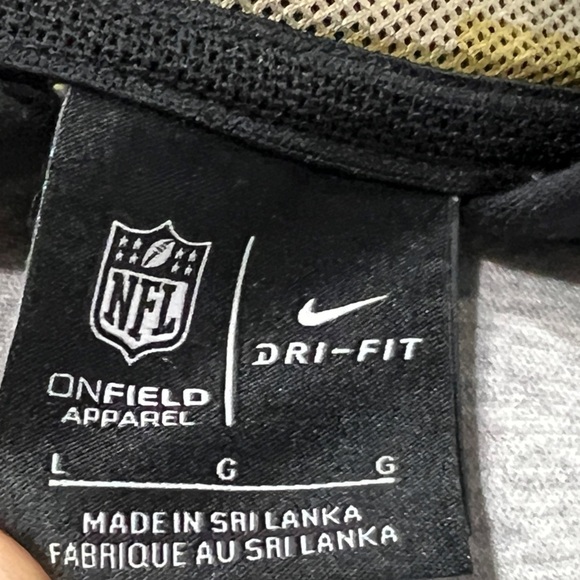 NFL
ONFIELD
APPAREL
DRI-FIT
L G G
MADE IN SRI LANKA
FABRIQUE AU SRI LANKA